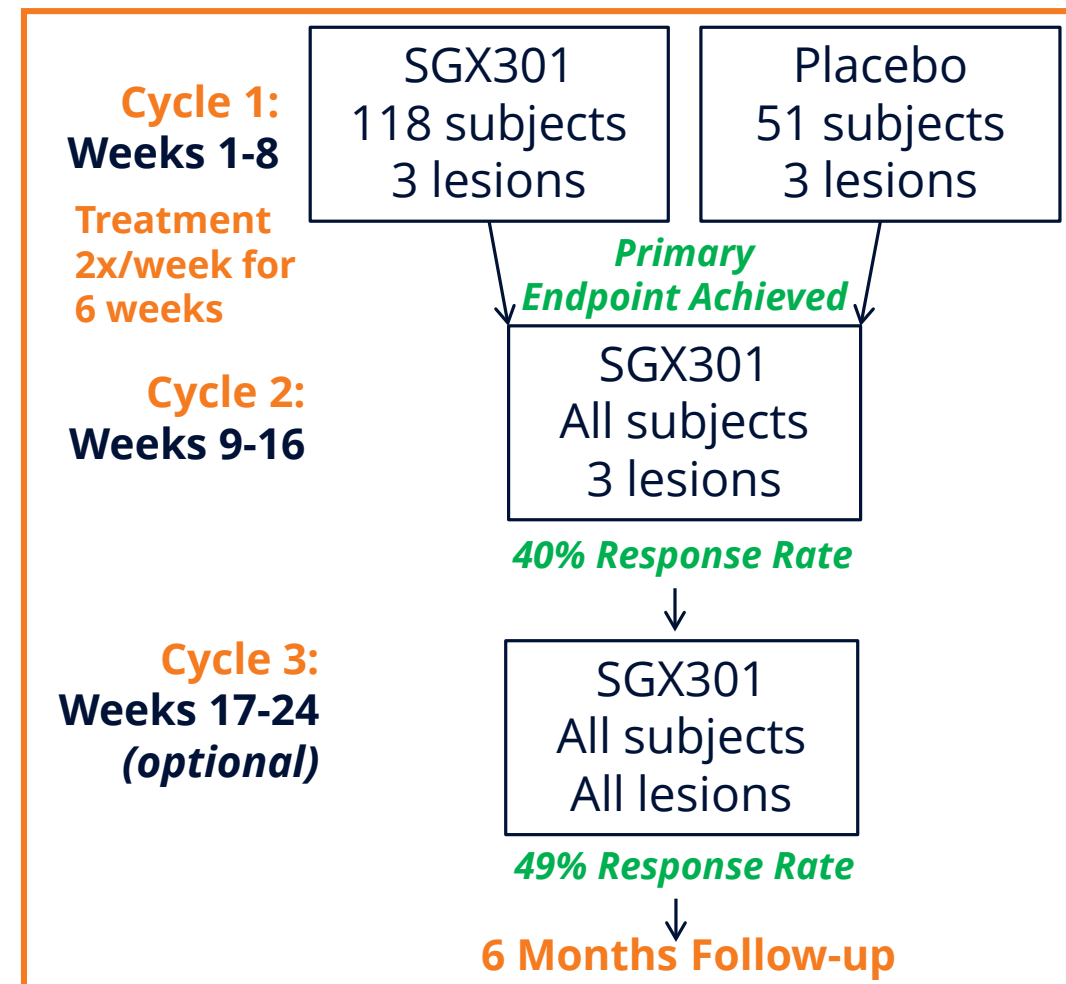 Cycle 1:
Weeks 1-8
Treatment
2x/week for
6 weeks
SGX301
118 subjects
3 lesions
Placebo
51 subjects
3 lesions
Primary
Endpoint Achieved
Cycle 2:
Weeks 9-16
SGX301
All subjects
3 lesions
40% Response Rate
Cycle 3:
Weeks 17-24
(optional)
SGX301
All subjects
All lesions
49% Response Rate
6 Months Follow-up